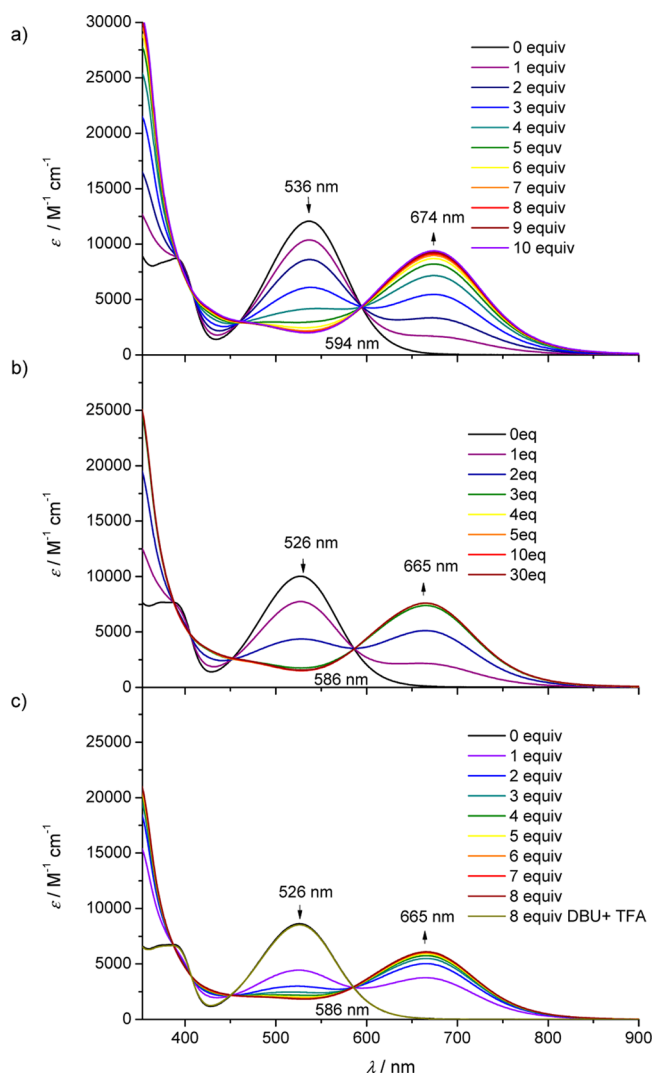 a)
30000
25000
20000
15000
10000
5000
0
ε / M⁻¹ cm⁻¹
536 nm
674 nm
594 nm
0 equiv
1 equiv
2 equiv
3 equiv
4 equiv
5 equv
6 equiv
7 equiv
8 equiv
9 equiv
10 equiv
b)
25000
20000
15000
10000
5000
0
ε / M⁻¹ cm⁻¹
526 nm
665 nm
586 nm
0eq
1eq
2eq
3eq
4eq
5eq
10eq
30eq
c)
25000
20000
15000
10000
5000
0
ε / M⁻¹ cm⁻¹
526 nm
665 nm
586 nm
0 equiv
1 equiv
2 equiv
3 equiv
4 equiv
5 equiv
6 equiv
7 equiv
8 equiv
8 equiv DBU+ TFA
400 500 600 700 800 900
λ / nm